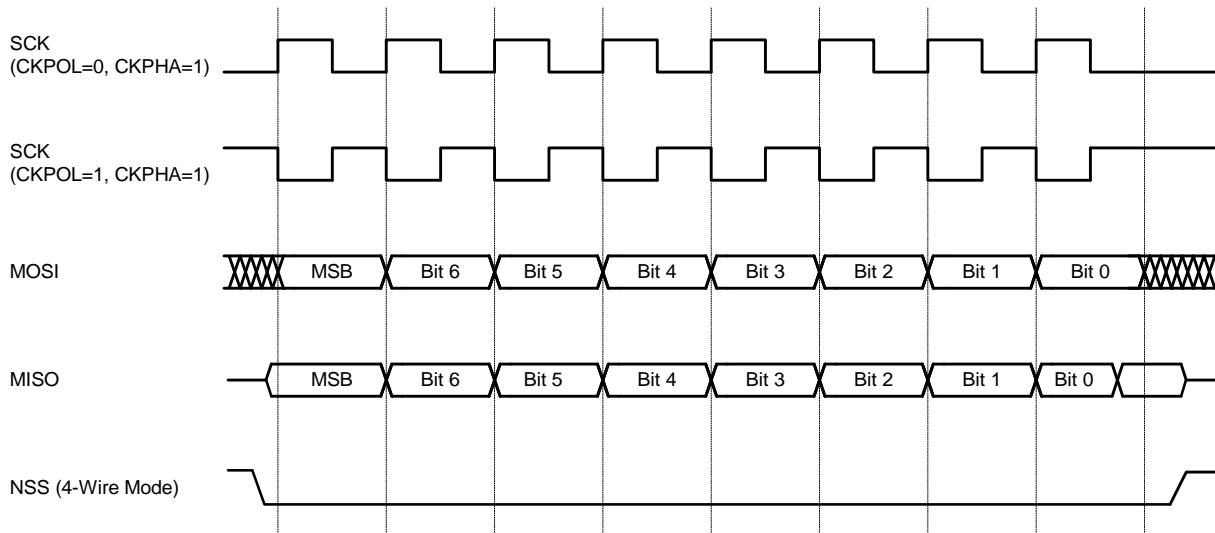 SCK
(CKPOL=0, CKPHA=1)
SCK
(CKPOL=1, CKPHA=1)
MOSI MSB Bit 6 Bit 5 Bit 4 Bit 3 Bit 2 Bit 1 Bit 0
MISO MSB Bit 6 Bit 5 Bit 4 Bit 3 Bit 2 Bit 1 Bit 0
NSS (4-Wire Mode)